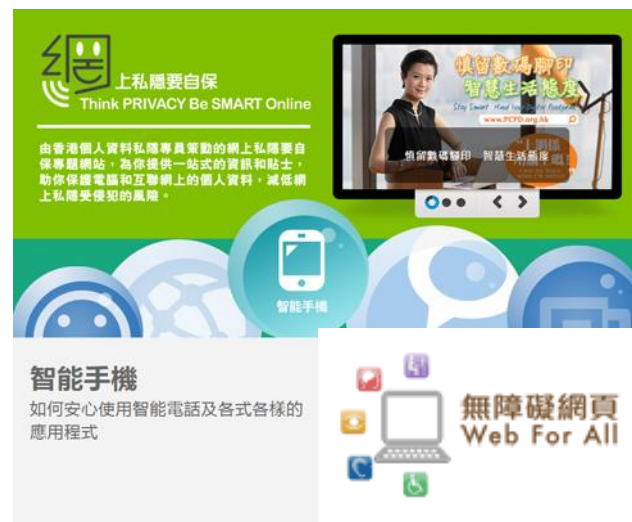 網上私隱要自保
Think PRIVACY Be SMART Online
由香港個人資料私隱專員策動的網上私隱要自
保專題網站，為你提供一站式的資訊和貼士，
助你保護電腦和互聯網上的個人資料，減低網
上私隱受侵犯的風險。
慎留數碼腳印
智慧生活態度
Stay Smart. Mind Your Digital Footprint
www.PCPD.org.hk
慎留數碼腳印 智慧生活態度
智能手機
智能手機
如何安心使用智能電話及各式各樣的
應用程式
無障礙網頁
Web For All